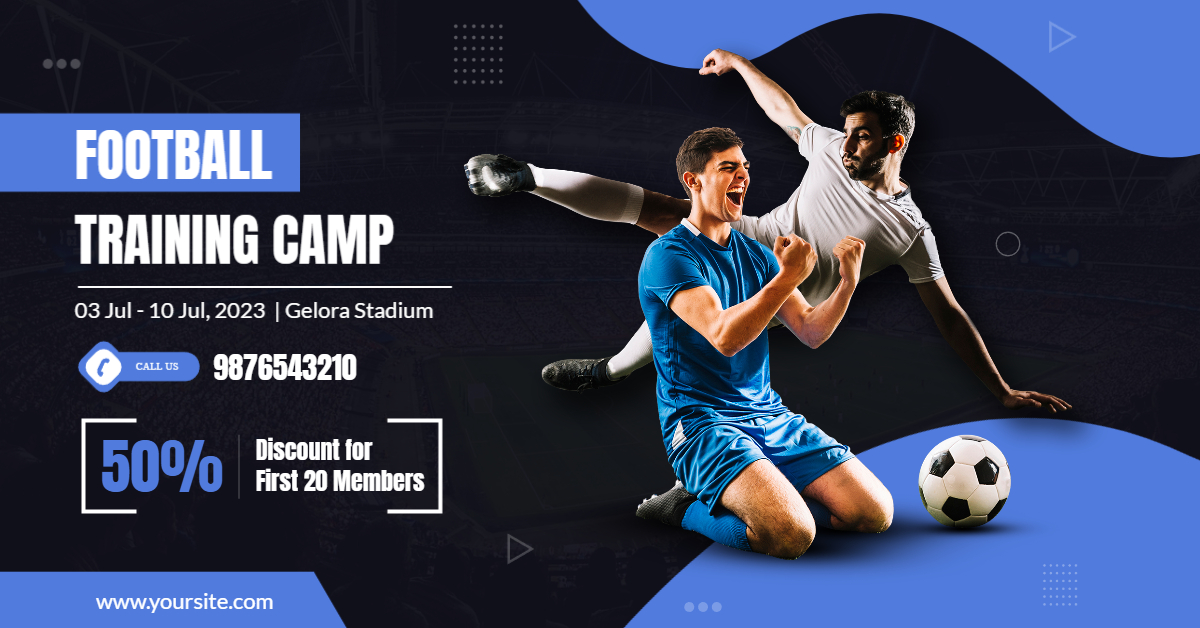 FOOTBALL
TRAINING CAMP
03 Jul - 10 Jul, 2023 | Gelora Stadium
CALL US 9876543210
50% Discount for
First 20 Members
www.yoursite.com